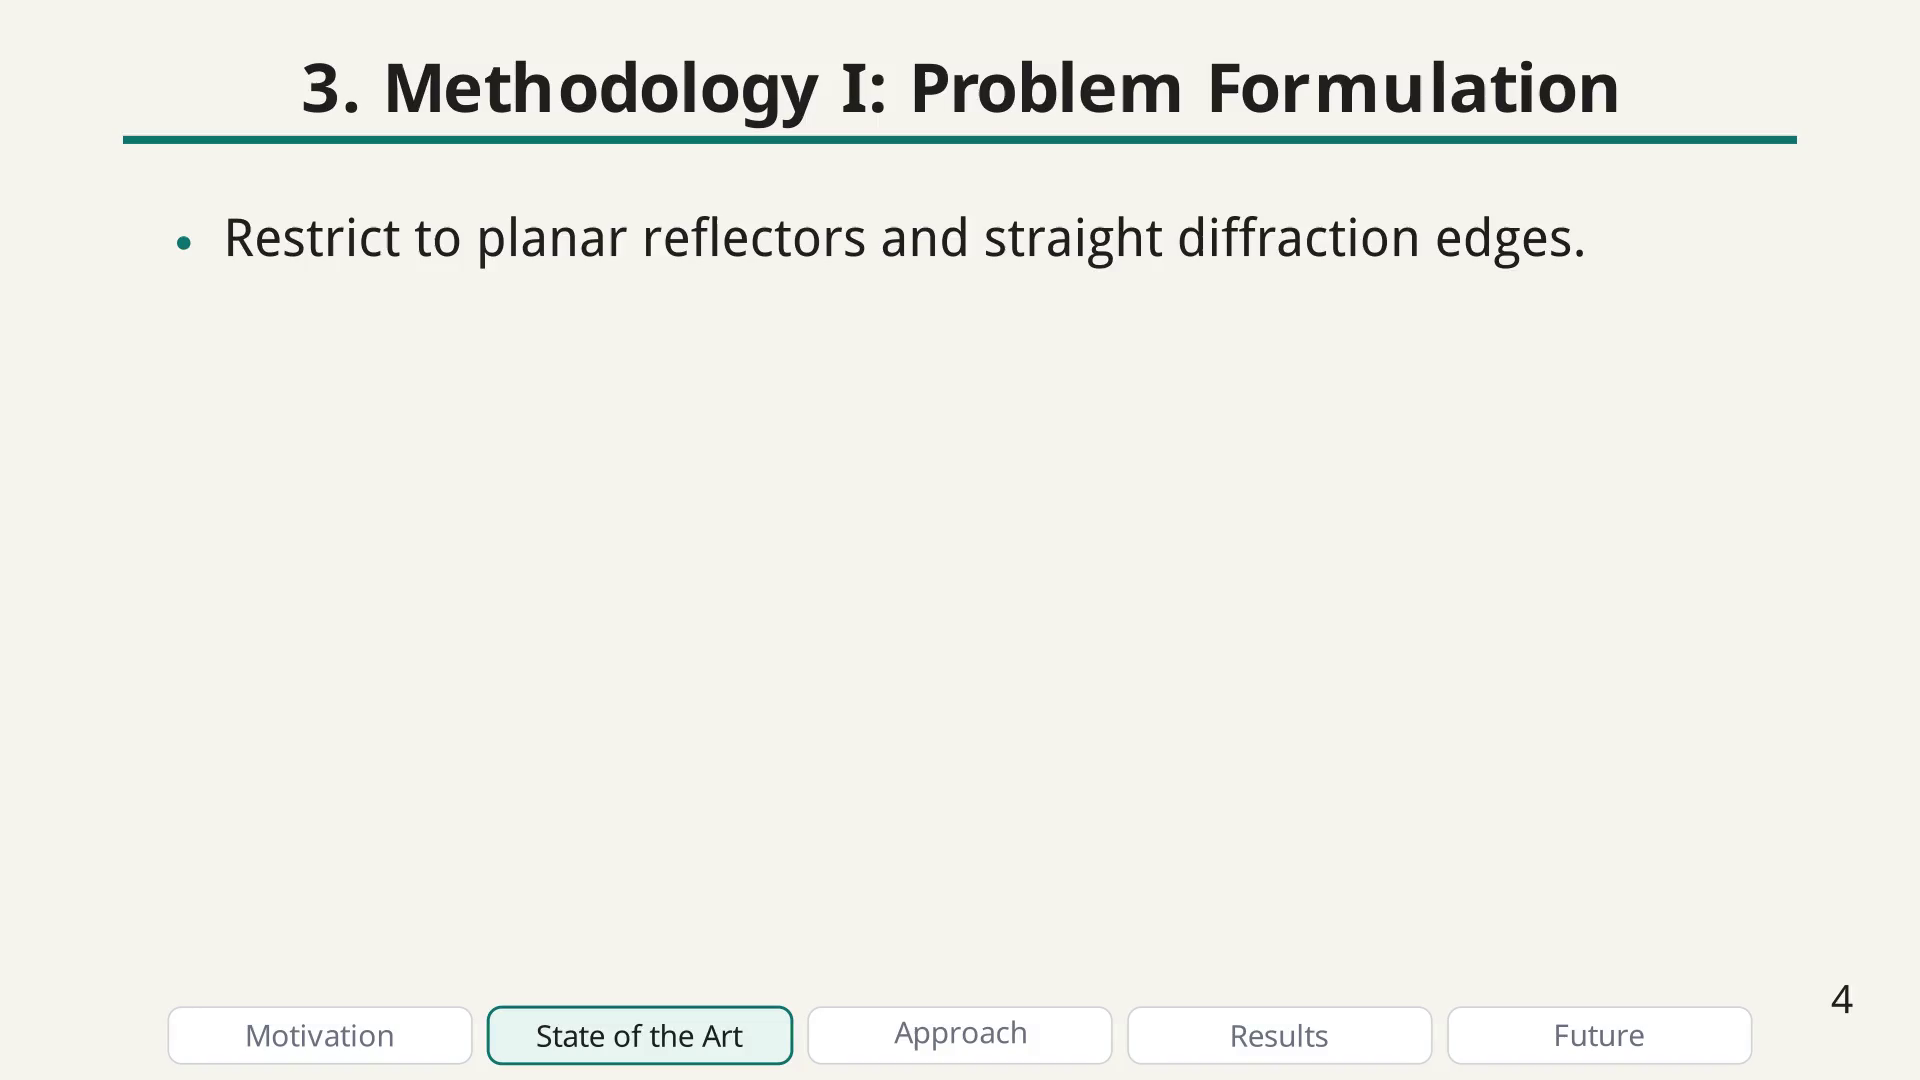 3. Methodology I: Problem Formulation
• Restrict to planar reflectors and straight diffraction edges.
4
Motivation
State of the Art
Approach
Results
Future